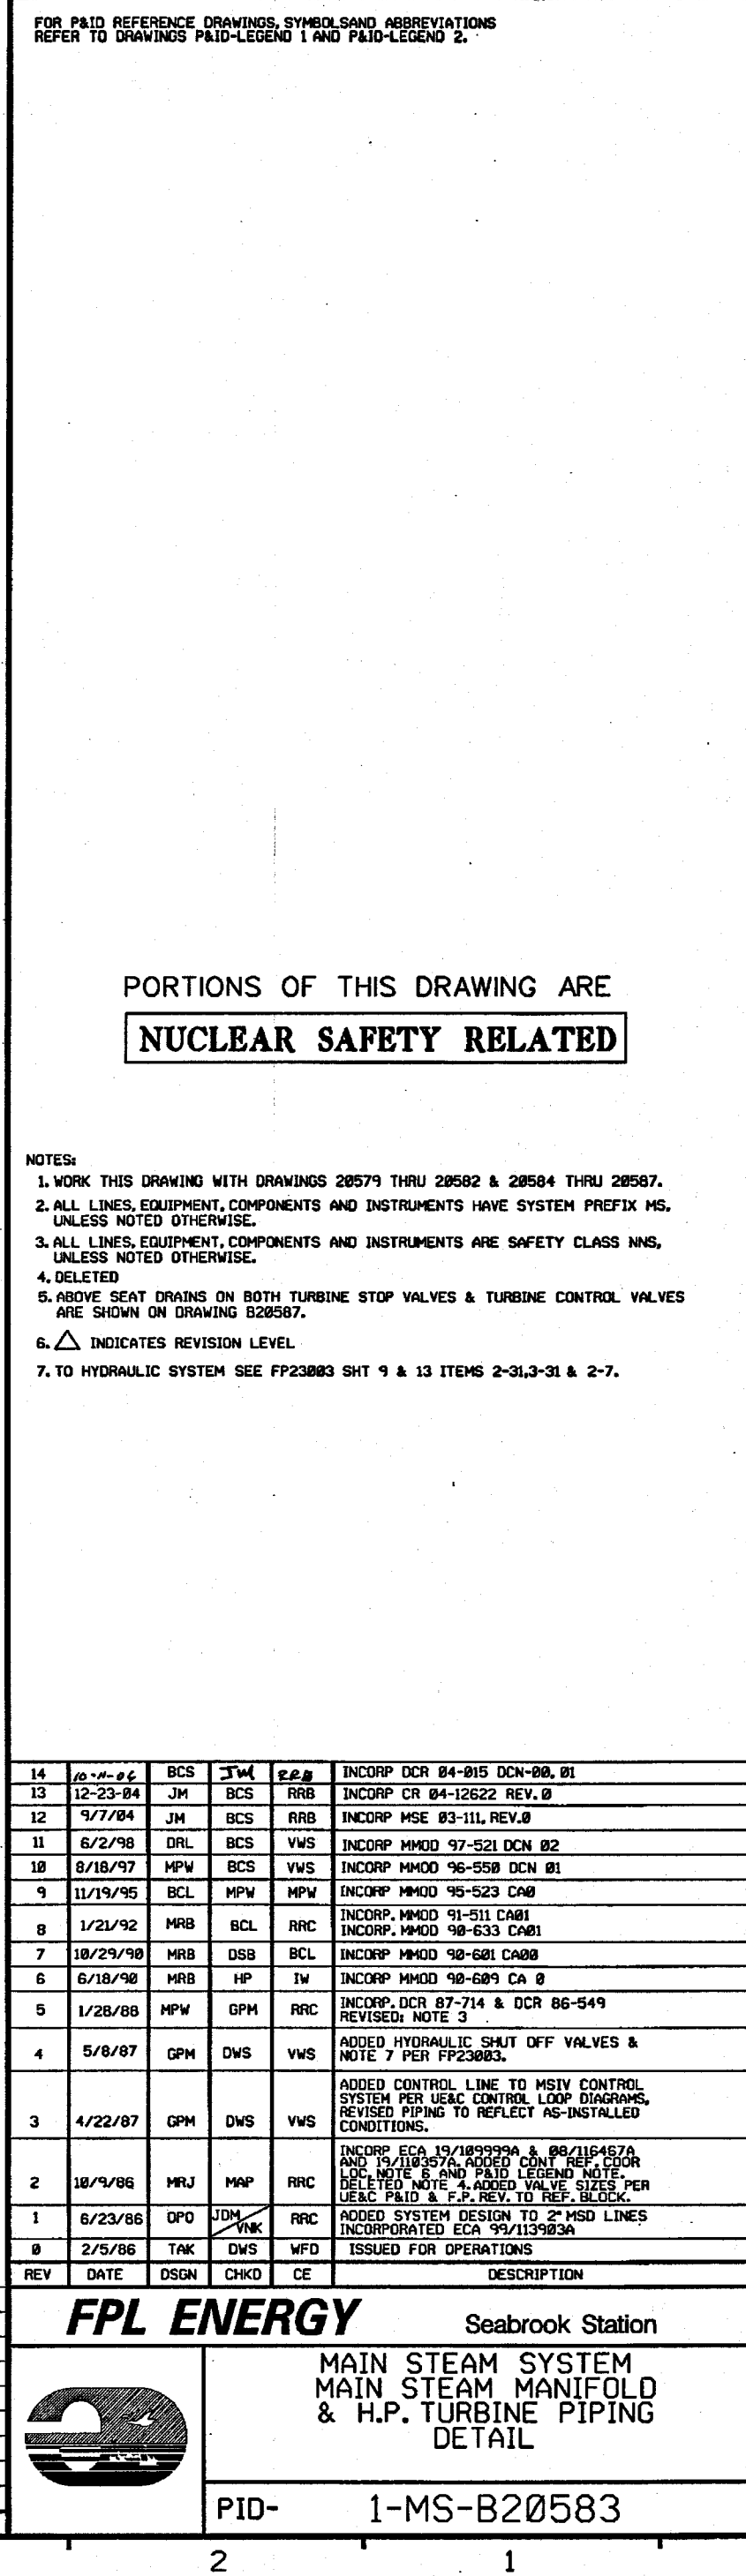 FOR P&ID REFERENCE DRAWINGS, SYMBOLSAND ABBREVIATIONS
REFER TO DRAWINGS P&ID-LEGEND 1 AND P&ID-LEGEND 2.
PORTIONS OF THIS DRAWING ARE
NUCLEAR SAFETY RELATED
NOTES:
1. WORK THIS DRAWING WITH DRAWINGS 20579 THRU 20582 & 20584 THRU 20587.
2. ALL LINES, EQUIPMENT, COMPONENTS AND INSTRUMENTS HAVE SYSTEM PREFIX MS,
UNLESS NOTED OTHERWISE.
3. ALL LINES, EQUIPMENT, COMPONENTS AND INSTRUMENTS ARE SAFETY CLASS NNS,
UNLESS NOTED OTHERWISE.
4. DELETED
5. ABOVE SEAT DRAINS ON BOTH TURBINE STOP VALVES & TURBINE CONTROL VALVES
ARE SHOWN ON DRAWING B20587.
6. △ INDICATES REVISION LEVEL
7. TO HYDRAULIC SYSTEM SEE FP23003 SHT 9 & 13 ITEMS 2-31,3-31 & 2-7.
14 10-11-06 BCS JM RRB INCORP DCR 04-015 DCN-00, 01
13 12-23-04 JM BCS RRB INCORP CR 04-12622 REV. 0
12 9/7/04 JM BCS RRB INCORP MSE 03-111, REV.0
11 6/2/98 DRL BCS VWS INCORP MMOD 97-521 DCN 02
10 8/18/97 MPW BCS VWS INCORP MMOD 96-550 DCN 01
9 11/19/95 BCL MPW MPW INCORP MMOD 95-523 CA0
8 1/21/92 MRB BCL RRC INCORP. MMOD 91-511 CA01
INCORP. MMOD 90-633 CA01
7 10/29/90 MRB DSB BCL INCORP MMOD 90-601 CA00
6 6/18/90 MRB HP IW INCORP MMOD 90-609 CA 0
5 1/28/88 MPW GPM RRC INCORP. DCR 87-714 & DCR 86-549
REVISED: NOTE 3
4 5/8/87 GPM DWS VWS ADDED HYDRAULIC SHUT OFF VALVES &
NOTE 7 PER FP23003.
3 4/22/87 GPM DWS VWS ADDED CONTROL LINE TO MSIV CONTROL
SYSTEM PER UE&C CONTROL LOOP DIAGRAMS,
REVISED PIPING TO REFLECT AS-INSTALLED
CONDITIONS.
2 10/9/86 MRJ MAP RRC INCORP ECA 19/109999A & 08/116467A
AND 19/110357A. ADDED CONT REF. COOR
LOC, NOTE 6 AND P&ID LEGEND NOTE.
DELETED NOTE 4. ADDED VALVE SIZES PER
UE&C P&ID & F.P. REV. TO REF. BLOCK.
1 6/23/86 OPO JDM/VNK RRC ADDED SYSTEM DESIGN TO 2" MSD LINES
INCORPORATED ECA 99/113903A
0 2/5/86 TAK DWS WFD ISSUED FOR OPERATIONS
REV DATE DSGN CHKD CE DESCRIPTION
FPL ENERGY Seabrook Station
MAIN STEAM SYSTEM
MAIN STEAM MANIFOLD
& H.P. TURBINE PIPING
DETAIL
PID- 1-MS-B20583
2 1